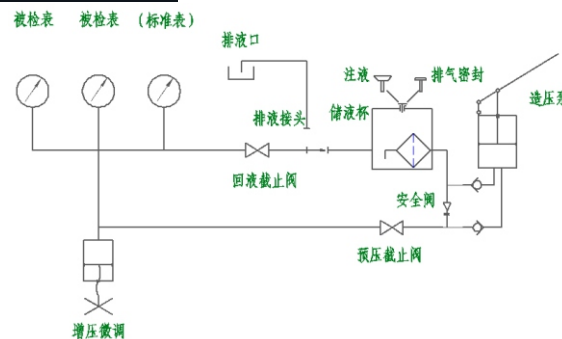 被检表 被检表 (标准表)
排液口
注液 排气密封
造压泵
储液杯
排液接头
回液截止阀
安全阀
预压截止阀
增压微调